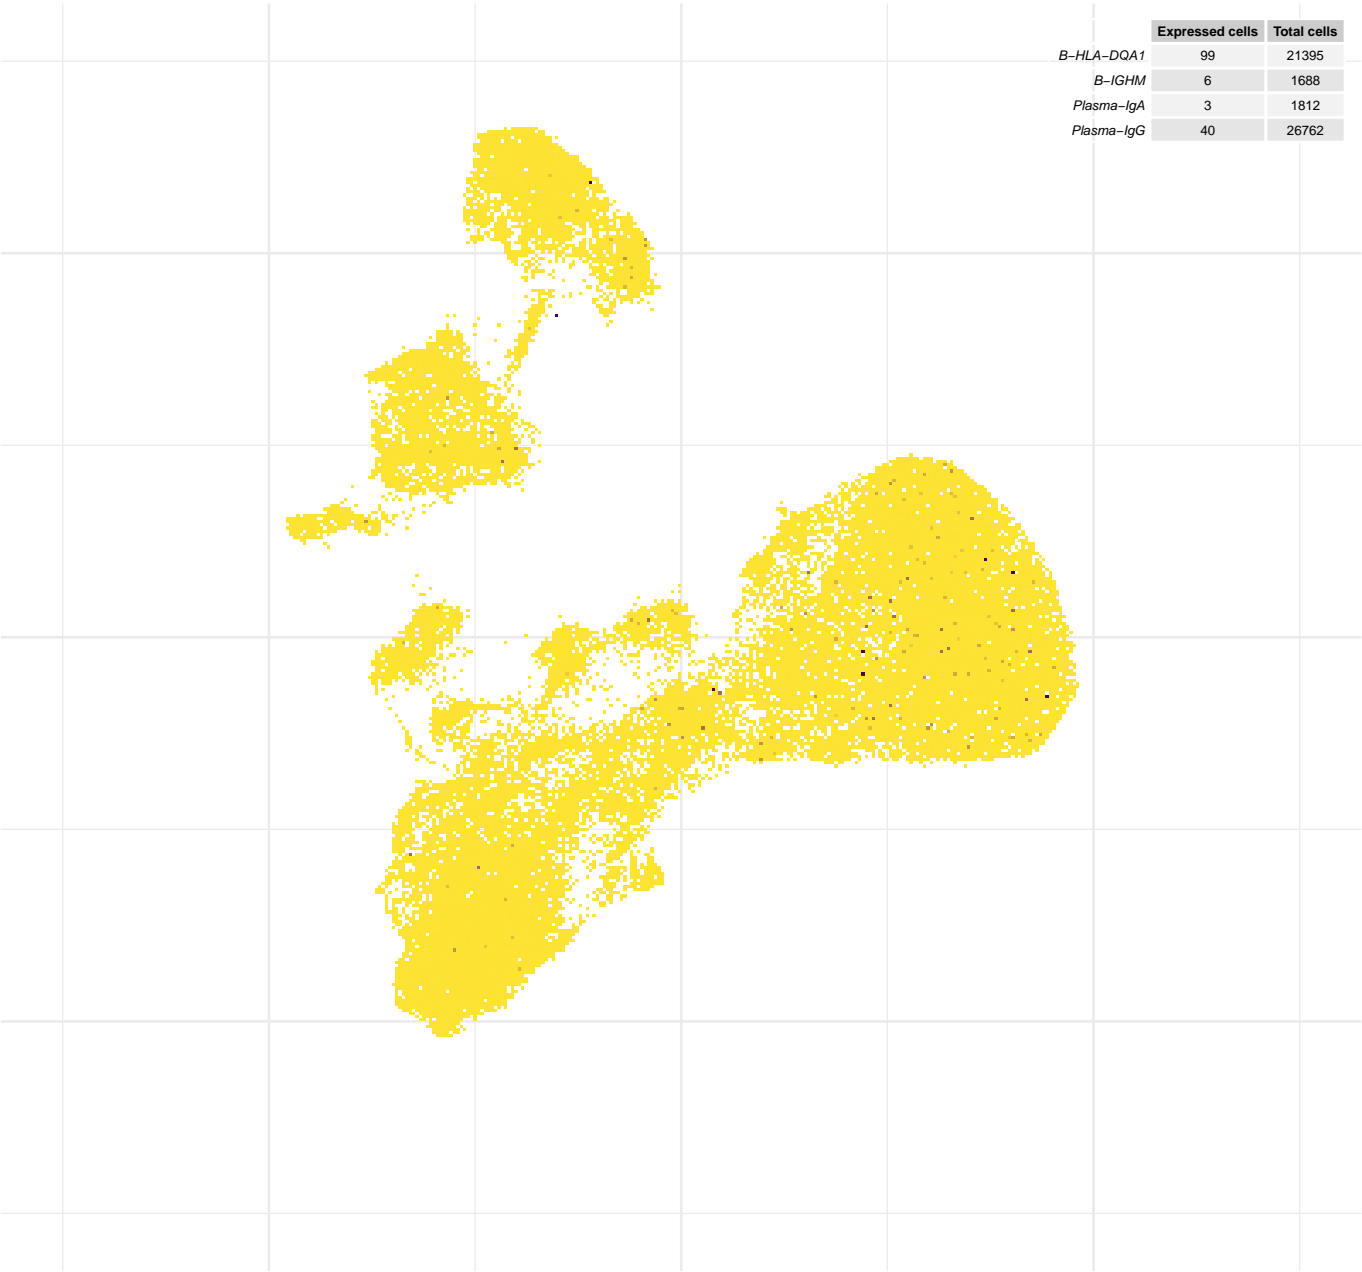 Expressed cells Total cells
B−HLA−DQA1 99 21395
B−IGHM 6 1688
Plasma−IgA 3 1812
Plasma−IgG 40 26762